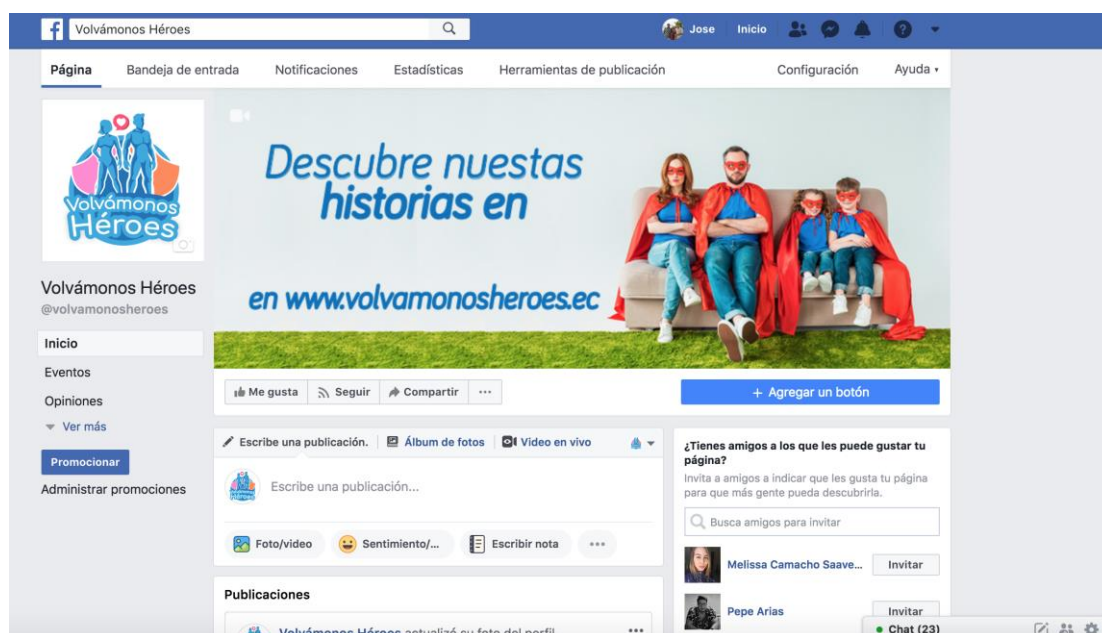 Volvámonos Héroes
Jose Inicio
Página Bandeja de entrada Notificaciones Estadísticas Herramientas de publicación Configuración Ayuda
Volvámonos
Héroes
Descubre nuestas
historias en
en www.volvamonosheroes.ec
Volvámonos Héroes
@volvamonosheroes
Inicio
Eventos
Opiniones
Ver más
Promocionar
Administrar promociones
Me gusta Seguir Compartir ...
+ Agregar un botón
Escribe una publicación. Álbum de fotos Video en vivo
Escribe una publicación...
Foto/video Sentimiento/... Escribir nota ...
Publicaciones
Volvámonos Héroes actualizó su foto del perfil
¿Tienes amigos a los que les puede gustar tu
página?
Invita a amigos a indicar que les gusta tu página
para que más gente pueda descubrirla.
Busca amigos para invitar
Melissa Camacho Saave... Invitar
Pepe Arias Invitar
Chat (23)